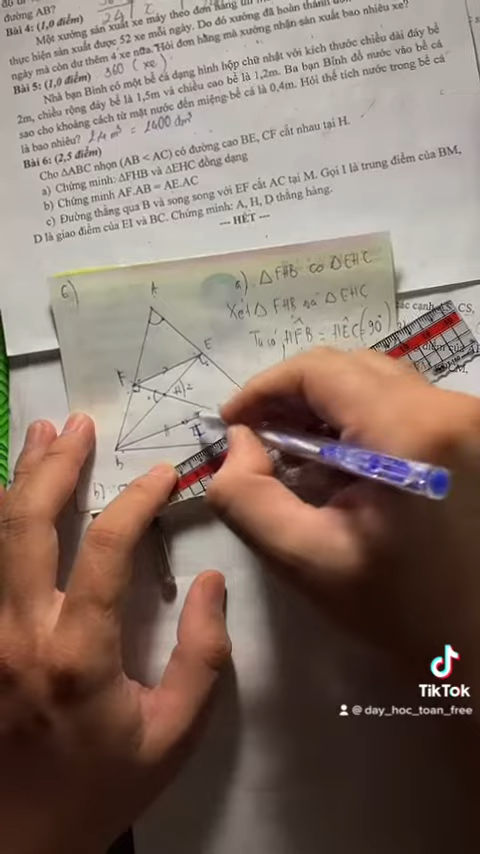 đường AB?
Bài 4: (1,0 điểm)
Một xưởng sản xuất xe máy theo đơn hàng
thực hiện sản xuất được 52 xe mỗi ngày. Do đó xưởng đã hoàn thành
ngày mà còn dư thêm 4 xe nữa. Hỏi đơn hàng mà xưởng nhận sản xuất bao nhiêu xe?
Bài 5: (1,0 điểm) 360 (xe)
Nhà bạn Bình có một bể cá dạng hình hộp chữ nhật với kích thước chiều dài đáy bể
2m, chiều rộng đáy bể là 1,5m và chiều cao bể là 1,2m. Ba bạn Bình đổ nước vào bể cá
sao cho khoảng cách từ mặt nước đến miệng bể cá là 0,4m. Hỏi thể tích nước trong bể cá
là bao nhiêu? 2,4 m³ = 2400 dm³
Bài 6: (2,5 điểm)
Cho ΔABC nhọn (AB < AC) có đường cao BE, CF cắt nhau tại H.
a) Chứng minh: ΔFHB và ΔEHC đồng dạng
b) Chứng minh AF.AB = AE.AC
c) Đường thẳng qua B và song song với EF cắt AC tại M. Gọi I là trung điểm của BM,
D là giao điểm của EI và BC. Chứng minh: A, H, D thẳng hàng.
--- HẾT ---
6)
a) Δ FHB ∽ Δ EHC
Xét Δ FHB và Δ EHC
Ta có HFB = HEC (= 90°)
A
E
F
H
I
B
b)
TikTok
@day_hoc_toan_free